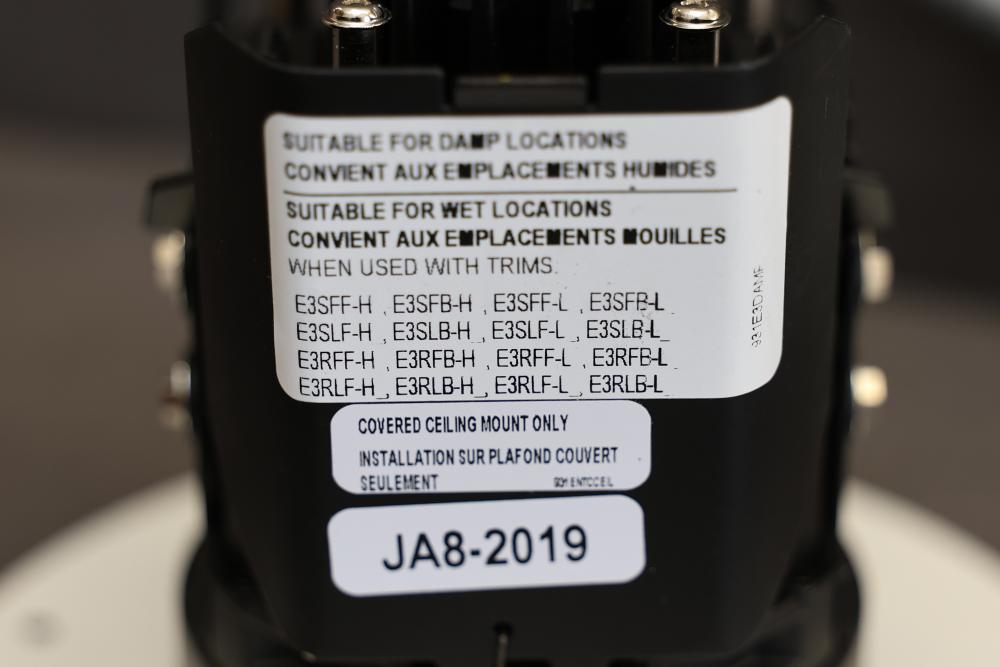 SUITABLE FOR DAMP LOCATIONS
CONVIENT AUX EMPLACEMENTS HUMIDES
SUITABLE FOR WET LOCATIONS
CONVIENT AUX EMPLACEMENTS MOUILLES
WHEN USED WITH TRIMS:
E3SFF-H , E3SFB-H , E3SFF-L , E3SFB-L
E3SLF-H , E3SLB-H , E3SLF-L , E3SLB-L
E3RFF-H , E3RFB-H , E3RFF-L , E3RFB-L
E3RLF-H , E3RLB-H , E3RLF-L , E3RLB-L
931E3DAMP
COVERED CEILING MOUNT ONLY
INSTALLATION SUR PLAFOND COUVERT
SEULEMENT
JA8-2019